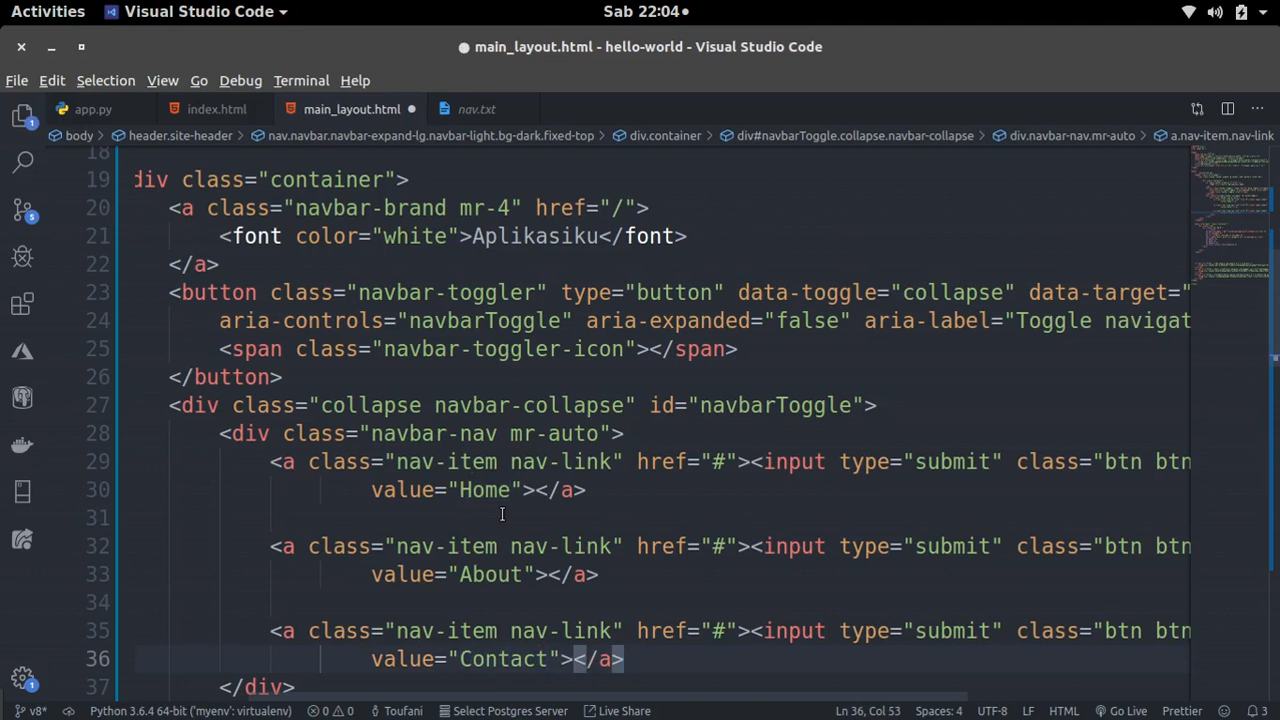 Activities Visual Studio Code Sab 22:04
main_layout.html - hello-world - Visual Studio Code
File Edit Selection View Go Debug Terminal Help
1 app.py index.html main_layout.html nav.txt
body header.site-header nav.navbar.navbar-expand-lg.navbar-light.bg-dark.fixed-top div.container div#navbarToggle.collapse.navbar-collapse div.navbar-nav.mr-auto a.nav-item.nav-link
18
19 div class="container">
20 <a class="navbar-brand mr-4" href="/">
21 <font color="white">Aplikasiku</font>
22 </a>
23 <button class="navbar-toggler" type="button" data-toggle="collapse" data-target="
24 aria-controls="navbarToggle" aria-expanded="false" aria-label="Toggle navigat
25 <span class="navbar-toggler-icon"></span>
26 </button>
27 <div class="collapse navbar-collapse" id="navbarToggle">
28 <div class="navbar-nav mr-auto">
29 <a class="nav-item nav-link" href="#"><input type="submit" class="btn btn
30 value="Home"></a>
31
32 <a class="nav-item nav-link" href="#"><input type="submit" class="btn btn
33 value="About"></a>
34
35 <a class="nav-item nav-link" href="#"><input type="submit" class="btn btn
36 value="Contact"></a>
37 </div>
5
1
v8* Python 3.6.4 64-bit ('myenv': virtualenv) 0 0 Toufani Select Postgres Server Live Share Ln 36, Col 53 Spaces: 4 UTF-8 LF HTML Go Live Prettier 3